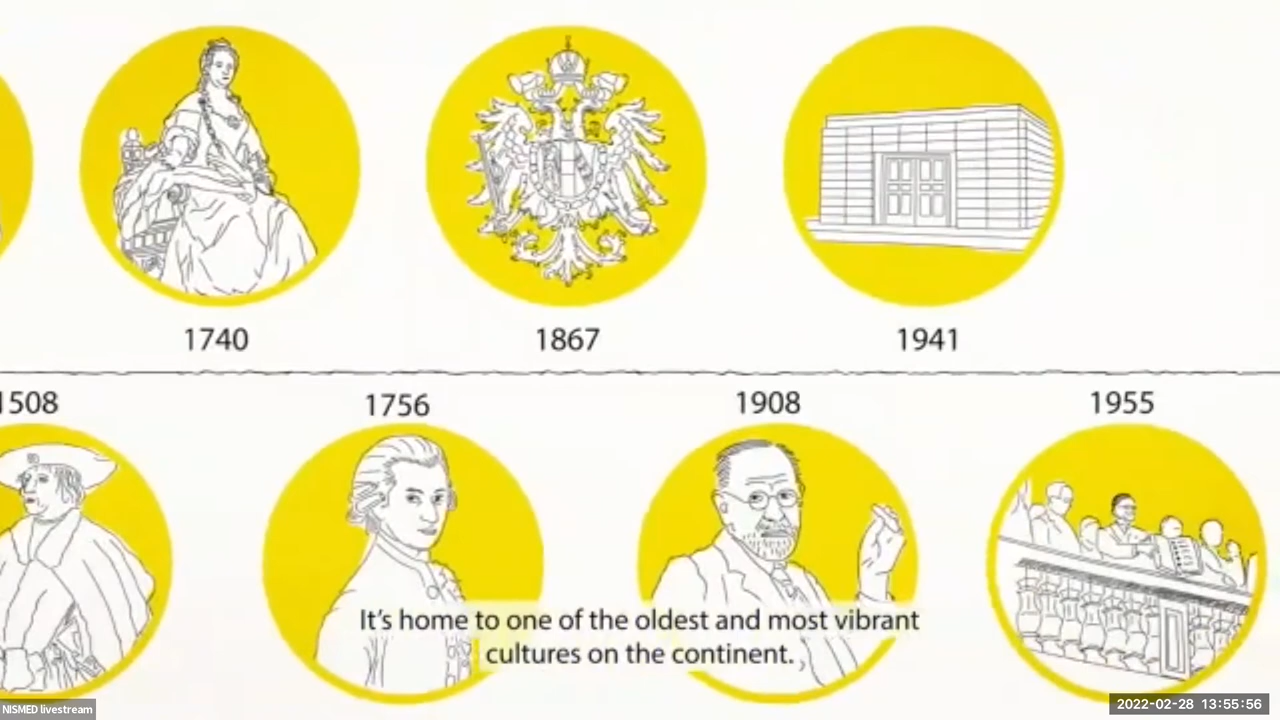 1740
1867
1941
1508
1756
1908
1955
It's home to one of the oldest and most vibrant
cultures on the continent.
NISMED livestream
2022-02-28 13:55:56